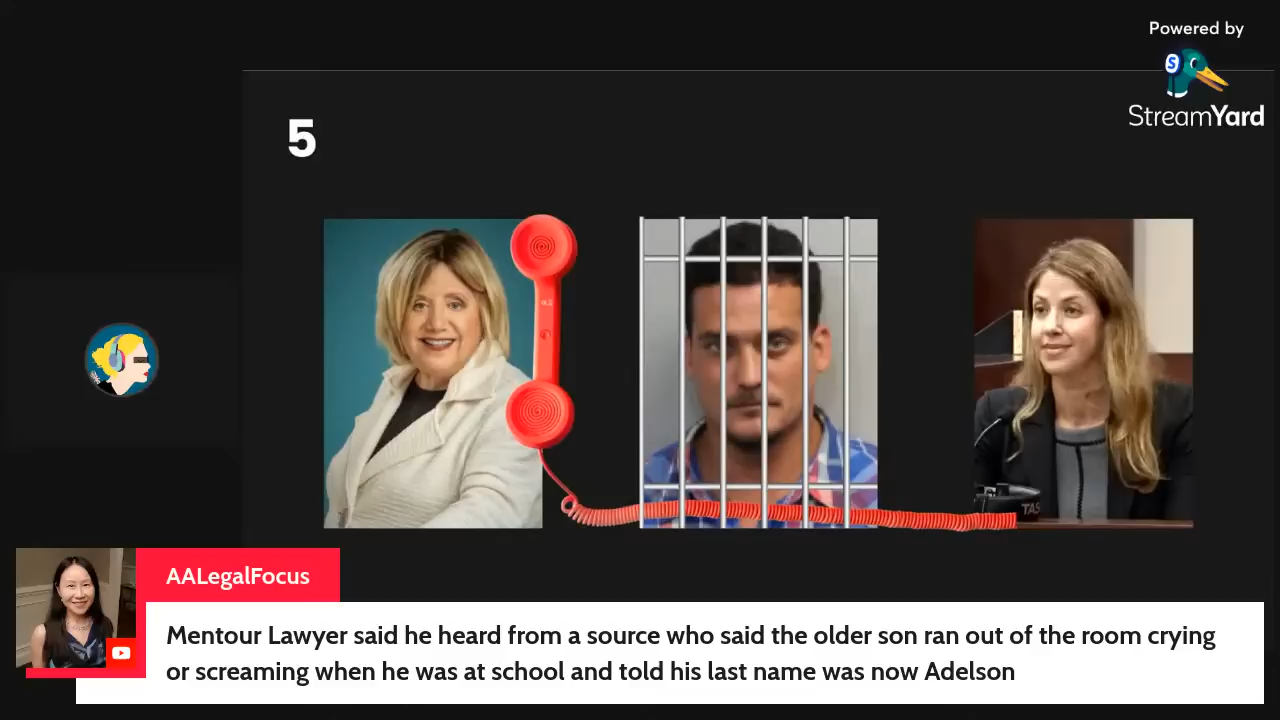 Powered by
S
StreamYard
5
TAS
AALegalFocus
Mentour Lawyer said he heard from a source who said the older son ran out of the room crying
or screaming when he was at school and told his last name was now Adelson